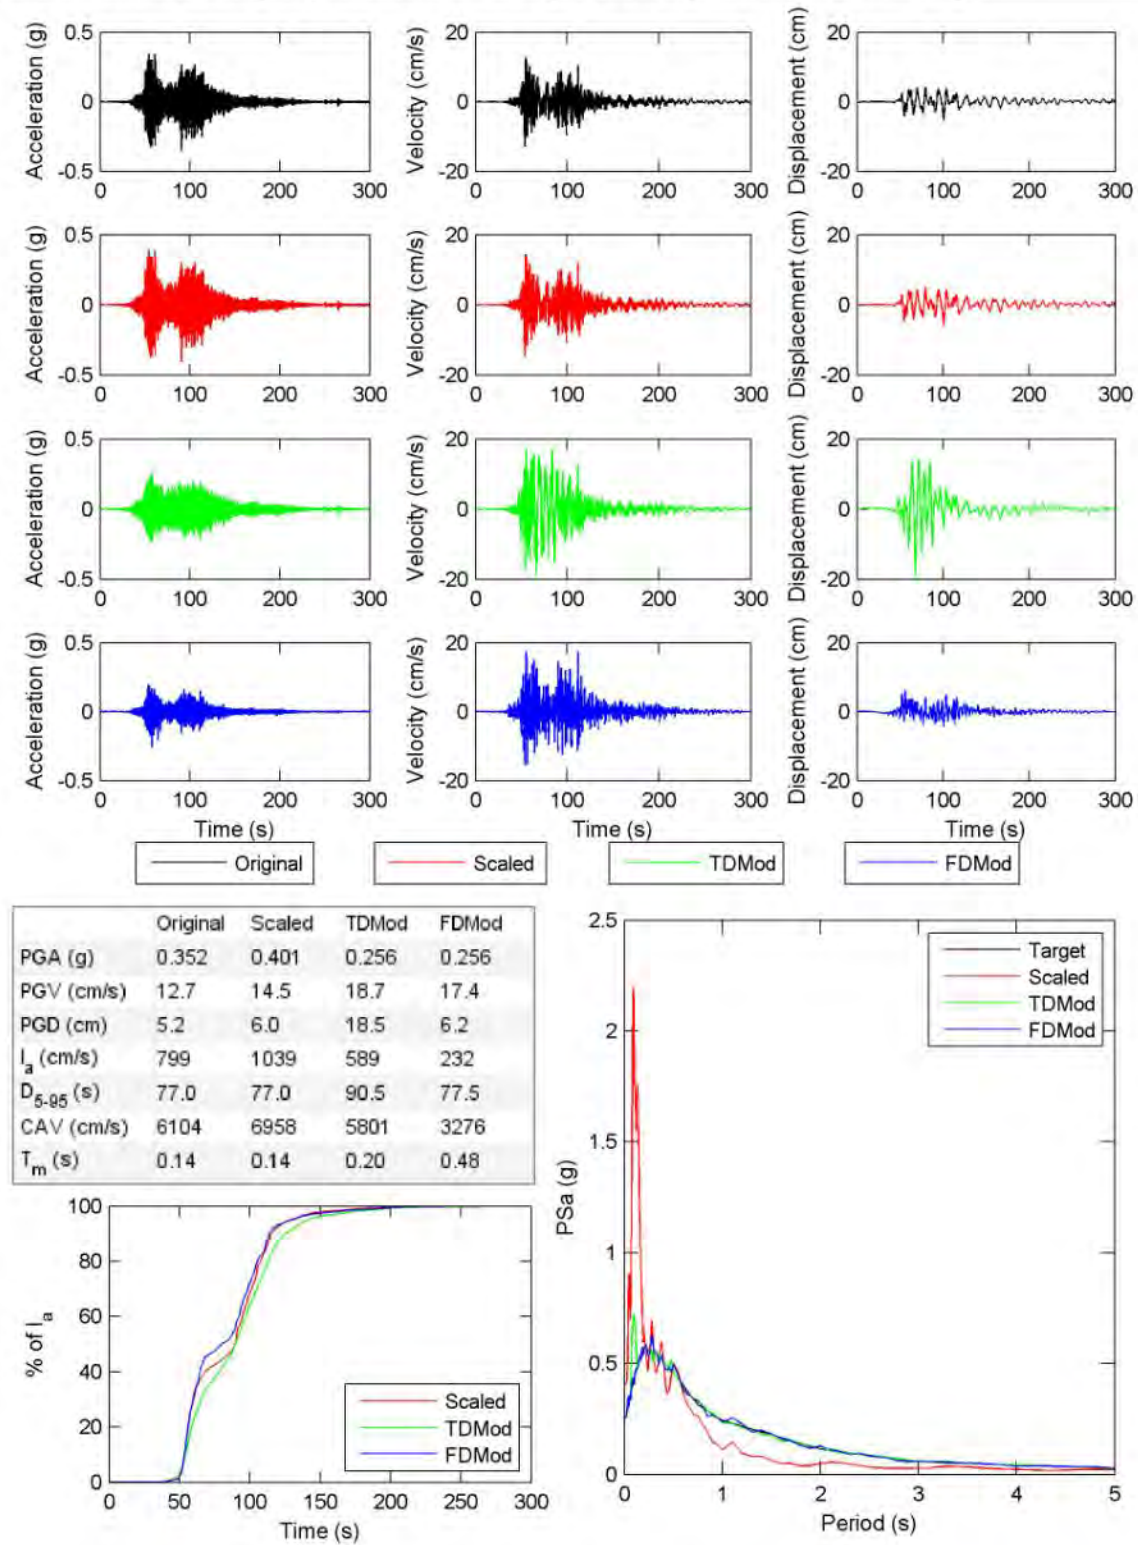 Acceleration (g)
0.5
0
-0.5
0 100 200 300
Velocity (cm/s)
20
0
-20
0 100 200 300
Displacement (cm)
20
0
-20
0 100 200 300
Acceleration (g)
0.5
0
-0.5
0 100 200 300
Velocity (cm/s)
20
0
-20
0 100 200 300
Displacement (cm)
20
0
-20
0 100 200 300
Acceleration (g)
0.5
0
-0.5
0 100 200 300
Velocity (cm/s)
20
0
-20
0 100 200 300
Displacement (cm)
20
0
-20
0 100 200 300
Acceleration (g)
0.5
0
-0.5
0 100 200 300
Time (s)
Velocity (cm/s)
20
0
-20
0 100 200 300
Time (s)
Displacement (cm)
20
0
-20
0 100 200 300
Time (s)
Original
Scaled
TDMod
FDMod
Original Scaled TDMod FDMod
PGA (g) 0.352 0.401 0.256 0.256
PGV (cm/s) 12.7 14.5 18.7 17.4
PGD (cm) 5.2 6.0 18.5 6.2
Ia (cm/s) 799 1039 589 232
D5-95 (s) 77.0 77.0 90.5 77.5
CAV (cm/s) 6104 6958 5801 3276
Tm (s) 0.14 0.14 0.20 0.48
% of Ia
100
80
60
40
20
0
0 50 100 150 200 250 300
Time (s)
Scaled
TDMod
FDMod
PSa (g)
2.5
2
1.5
1
0.5
0
0 1 2 3 4 5
Period (s)
Target
Scaled
TDMod
FDMod